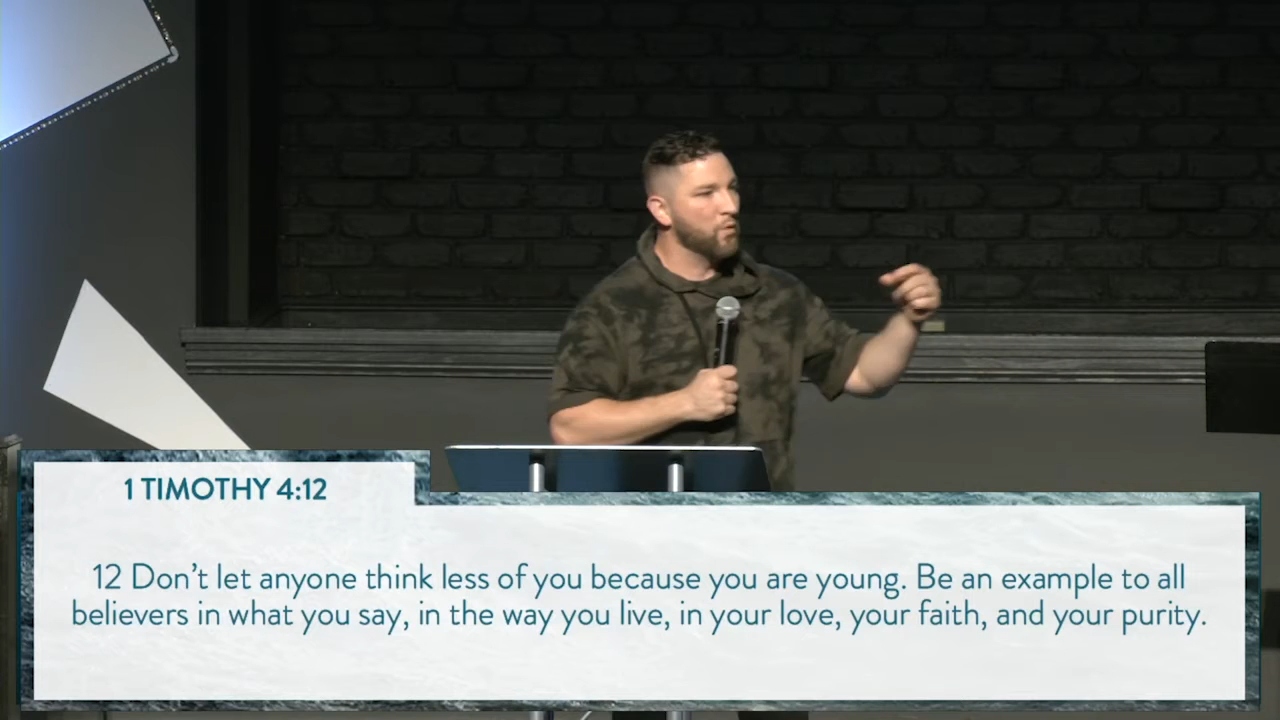 1 TIMOTHY 4:12
12 Don't let anyone think less of you because you are young. Be an example to all
believers in what you say, in the way you live, in your love, your faith, and your purity.